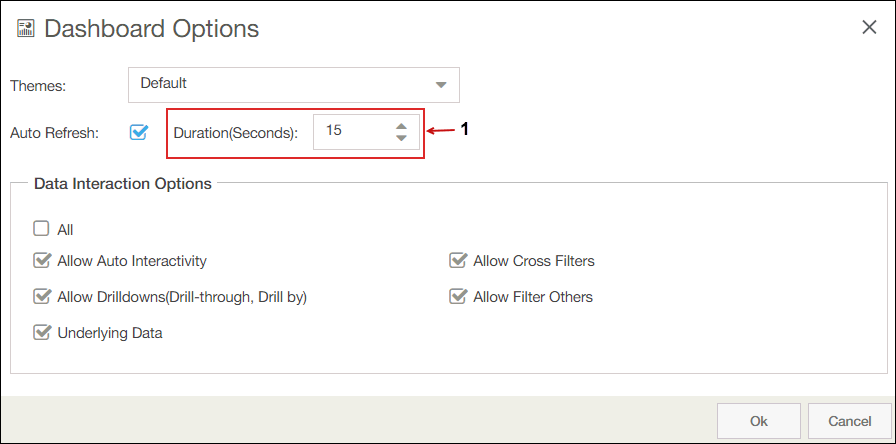 Dashboard Options
Themes: Default
Auto Refresh: Duration(Seconds): 15 1
Data Interaction Options
All
Allow Auto Interactivity Allow Cross Filters
Allow Drilldowns(Drill-through, Drill by) Allow Filter Others
Underlying Data
Ok Cancel